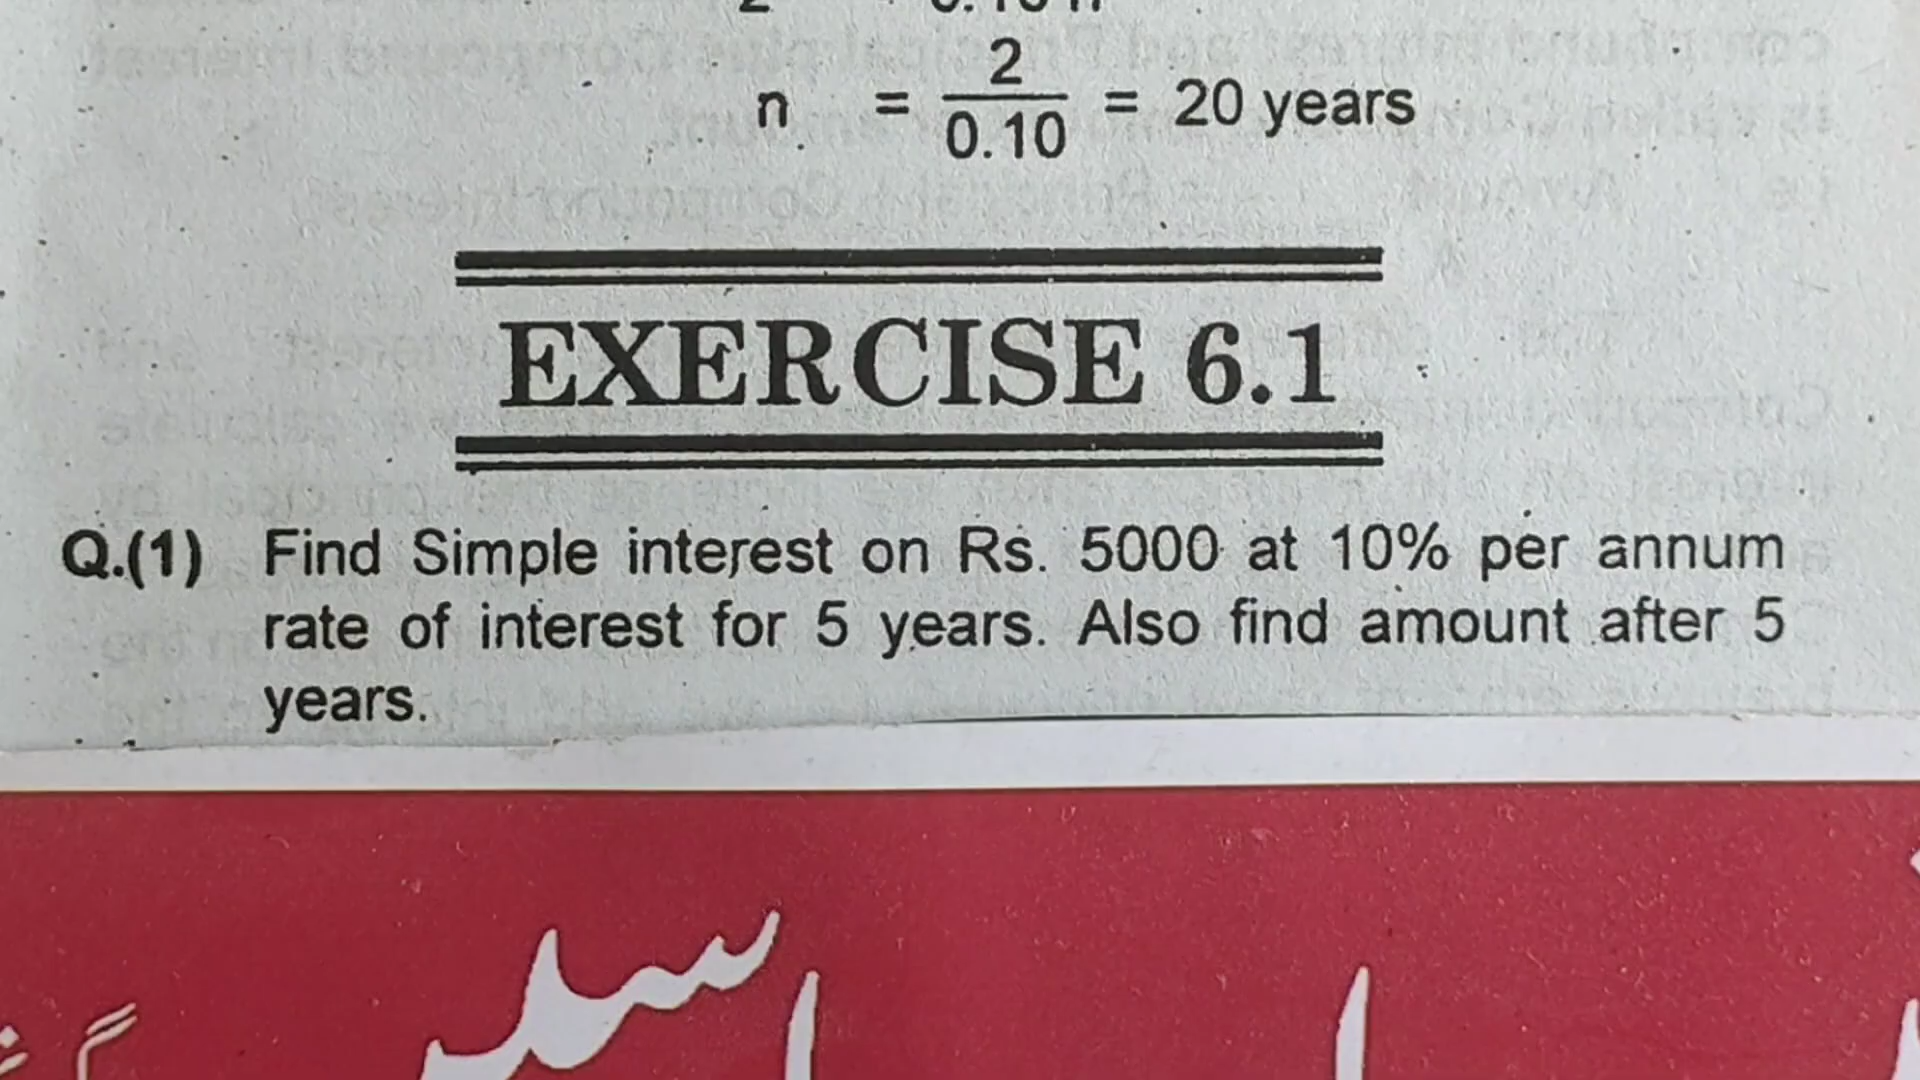 n = 2/0.10 = 20 years
EXERCISE 6.1
Q.(1) Find Simple interest on Rs. 5000 at 10% per annum
rate of interest for 5 years. Also find amount after 5
years.